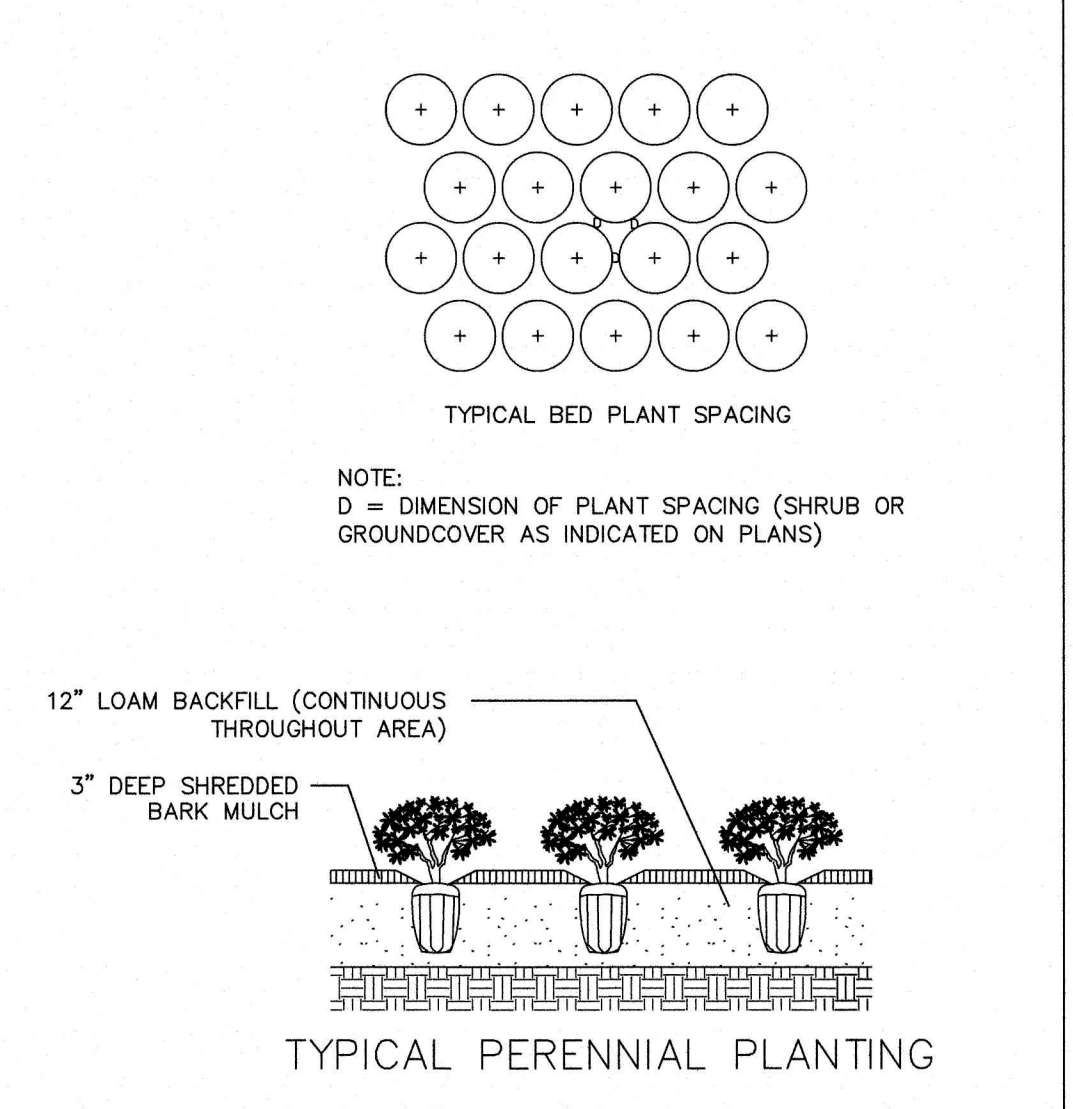 D D
D
TYPICAL BED PLANT SPACING
NOTE:
D = DIMENSION OF PLANT SPACING (SHRUB OR
GROUNDCOVER AS INDICATED ON PLANS)
12" LOAM BACKFILL (CONTINUOUS
THROUGHOUT AREA)
3" DEEP SHREDDED
BARK MULCH
TYPICAL PERENNIAL PLANTING